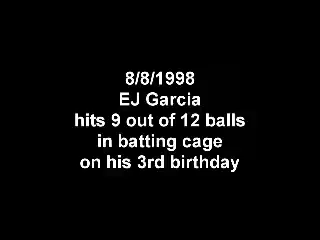 8/8/1998
EJ Garcia
hits 9 out of 12 balls
in batting cage
on his 3rd birthday